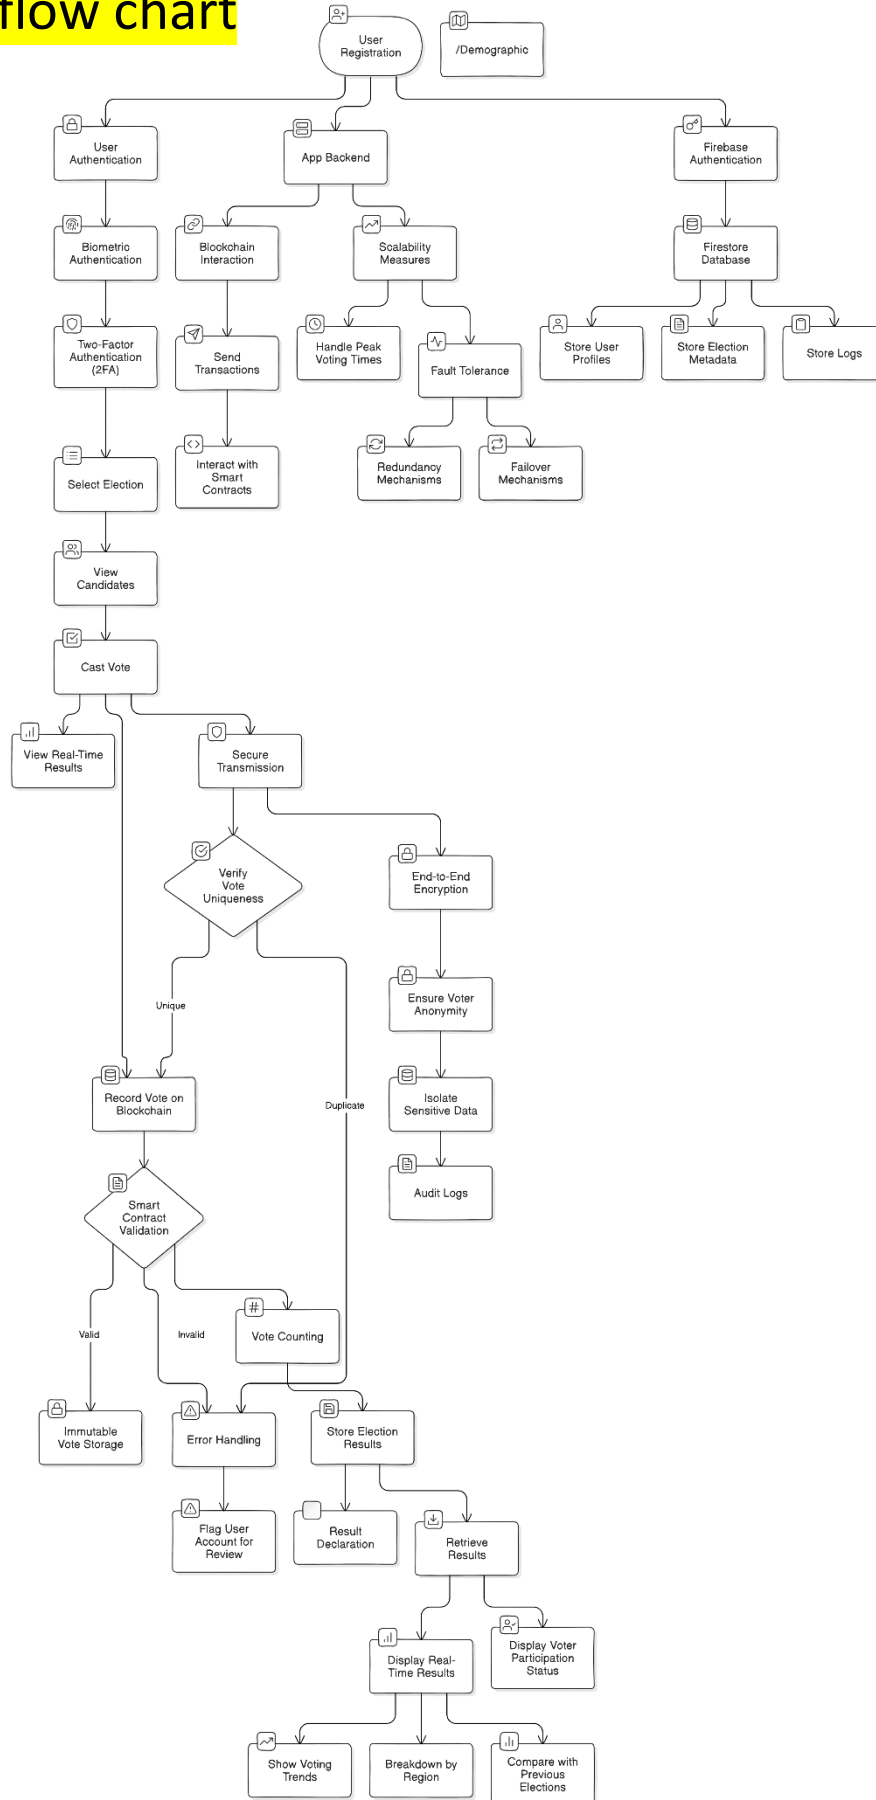 flow chart
User
Registration
/Demographic
User
Authentication
App Backend
Firebase
Authentication
Biometric
Authentication
Blockchain
Interaction
Scalability
Measures
Firestore
Database
Two-Factor
Authentication
(2FA)
Send
Transactions
Handle Peak
Voting Times
Fault Tolerance
Store User
Profiles
Store Election
Metadata
Store Logs
Select Election
Interact with
Smart
Contracts
Redundancy
Mechanisms
Failover
Mechanisms
View
Candidates
Cast Vote
View Real-Time
Results
Secure
Transmission
Verify
Vote
Uniqueness
End-to-End
Encryption
Unique
Ensure Voter
Anonymity
Record Vote on
Blockchain
Duplicate
Isolate
Sensitive Data
Smart
Contract
Validation
Audit Logs
Valid
Invalid
#
Vote Counting
Immutable
Vote Storage
Error Handling
Store Election
Results
Flag User
Account for
Review
Result
Declaration
Retrieve
Results
Display Real-
Time Results
Display Voter
Participation
Status
Show Voting
Trends
Breakdown by
Region
Compare with
Previous
Elections